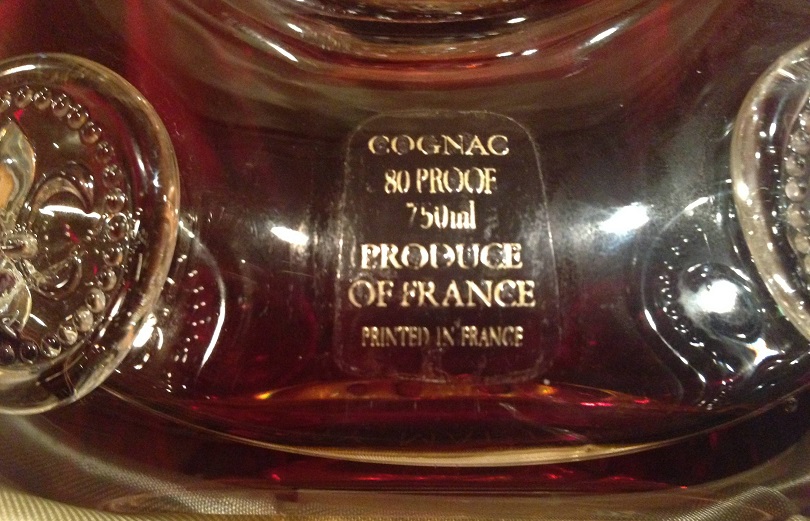 COGNAC
80 PROOF
750ml
PRODUCE
OF FRANCE
PRINTED IN FRANCE